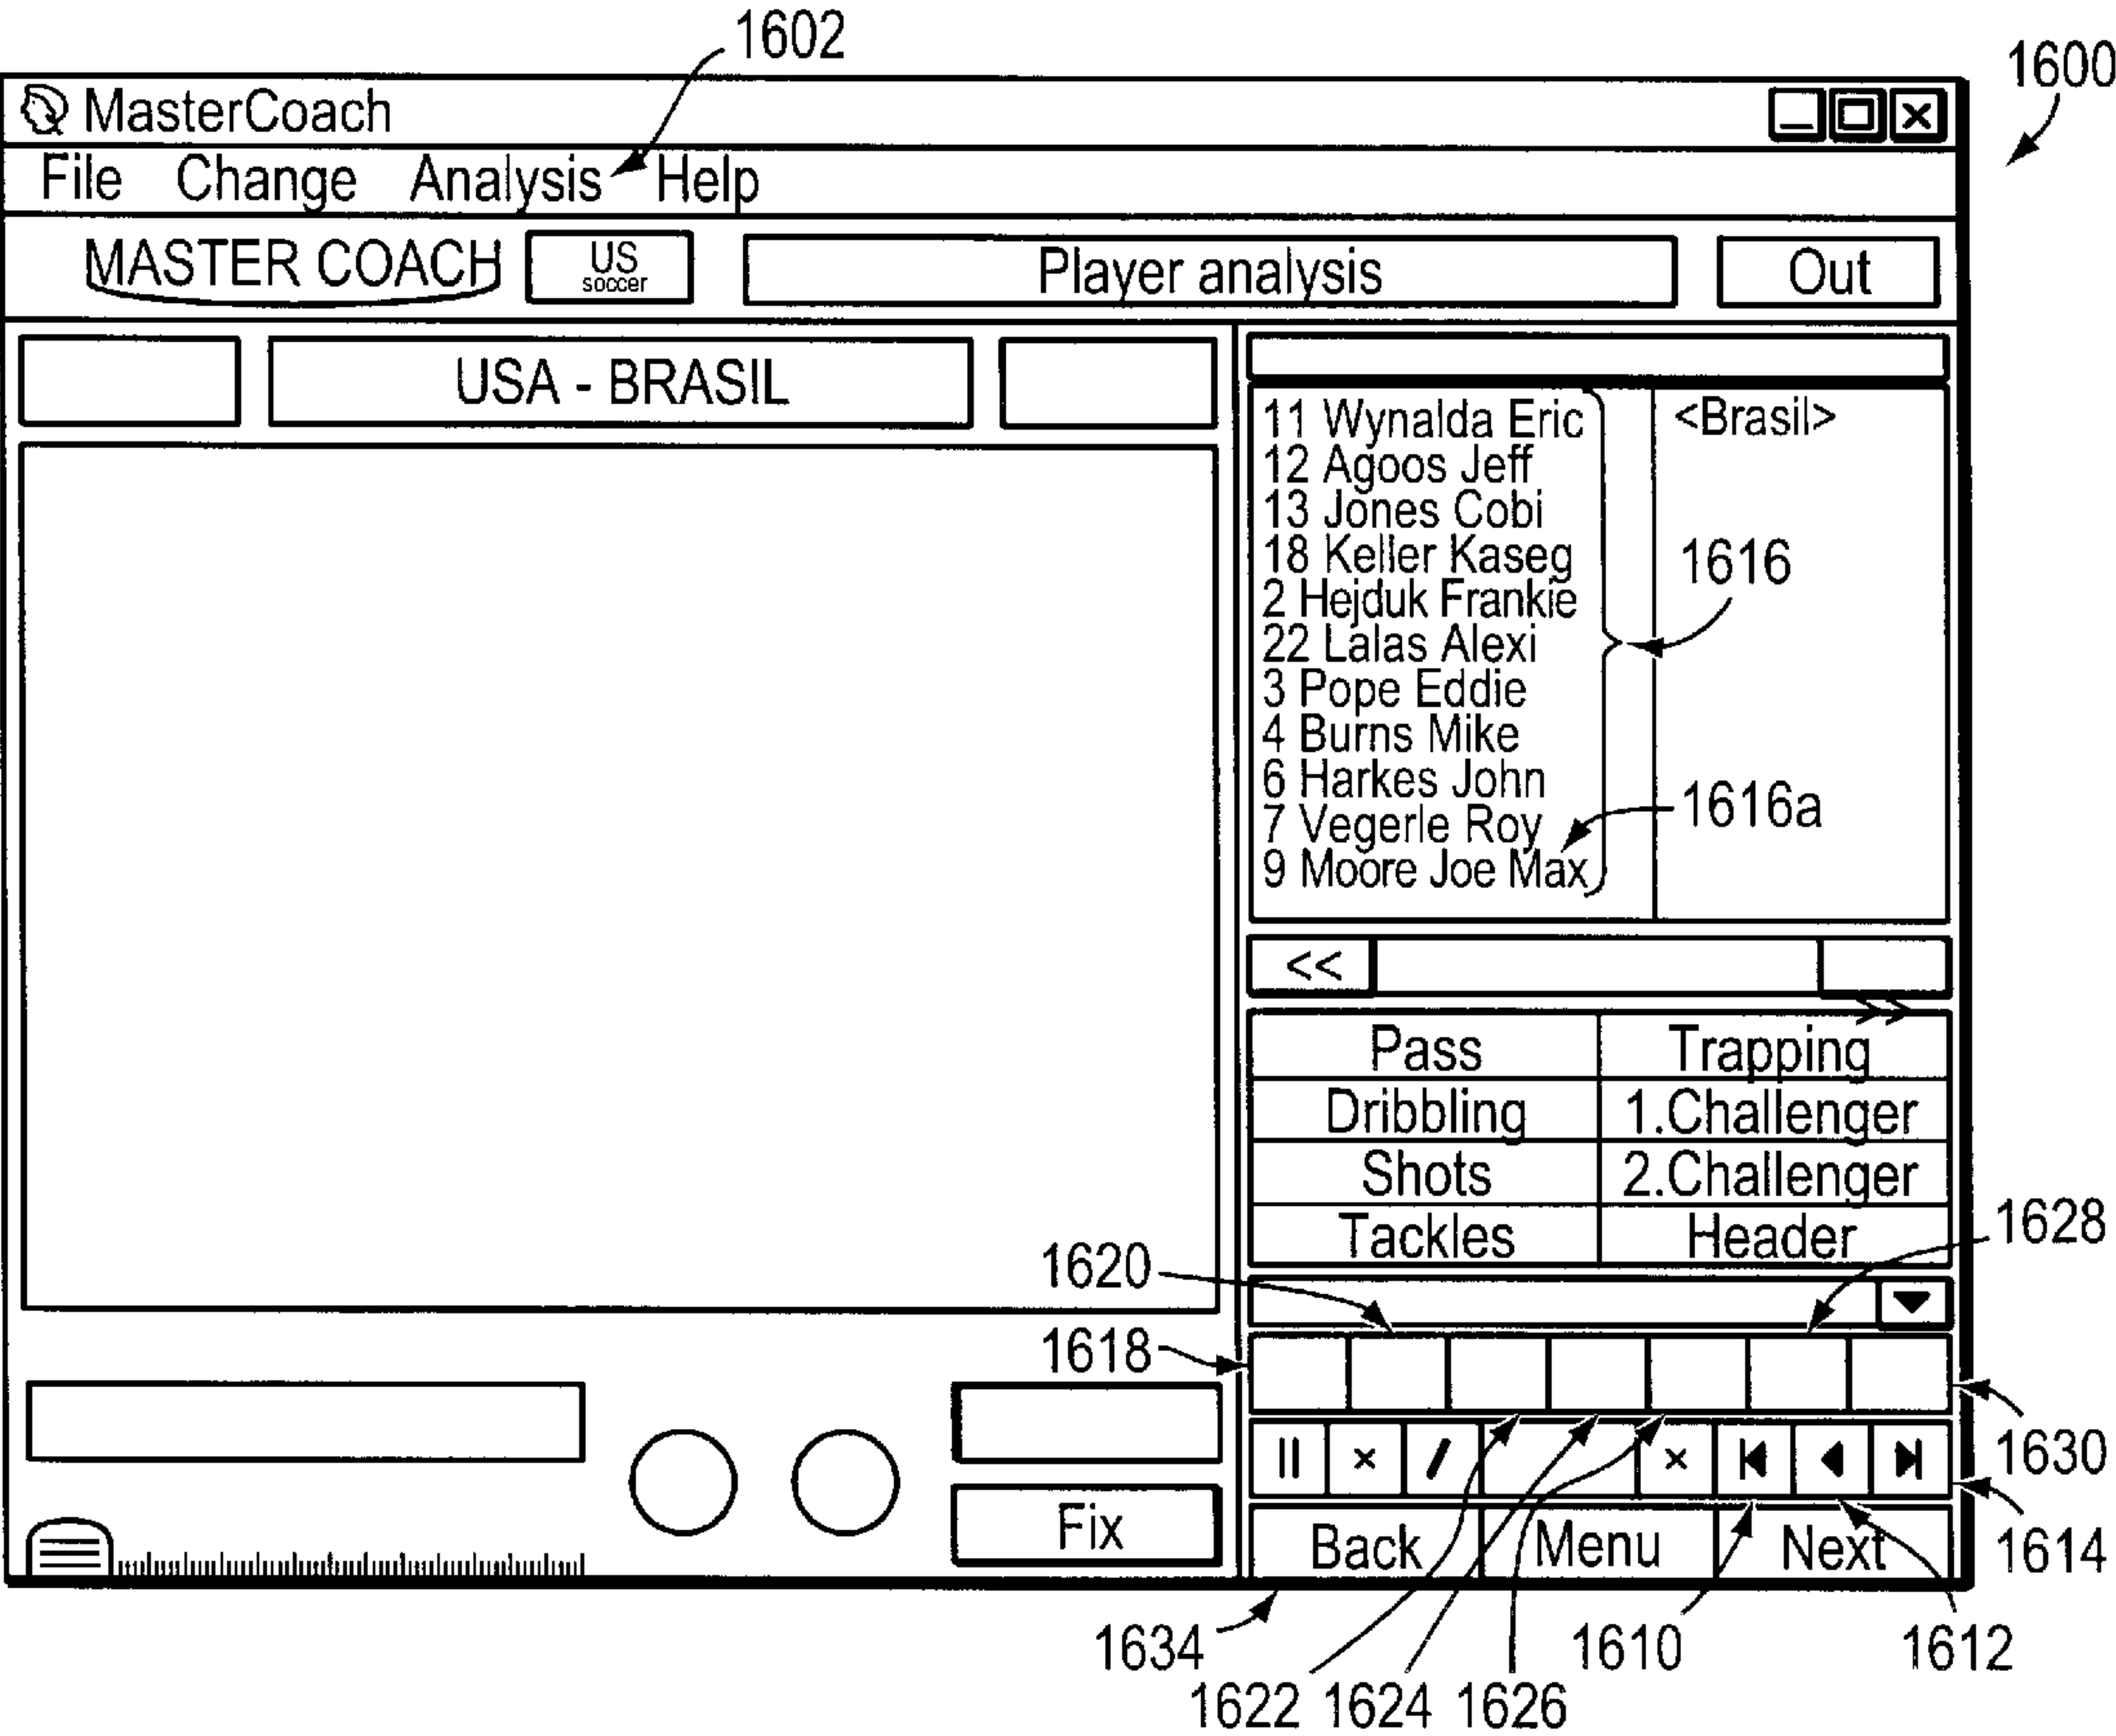 1602
1600
MasterCoach
File Change Analysis Help
MASTER COACH
US
soccer
Player analysis
Out
USA - BRASIL
11 Wynalda Eric
12 Agoos Jeff
13 Jones Cobi
18 Keller Kaseg
2 Hejduk Frankie
22 Lalas Alexi
3 Pope Eddie
4 Burns Mike
6 Harkes John
7 Vegerle Roy
9 Moore Joe Max
<Brasil>
1616
1616a
<<
>>
Pass Trapping
Dribbling 1.Challenger
Shots 2.Challenger
Tackles Header
1628
1620
1618
1630
Fix
Back Menu Next
1614
1634
1610
1612
1622 1624 1626